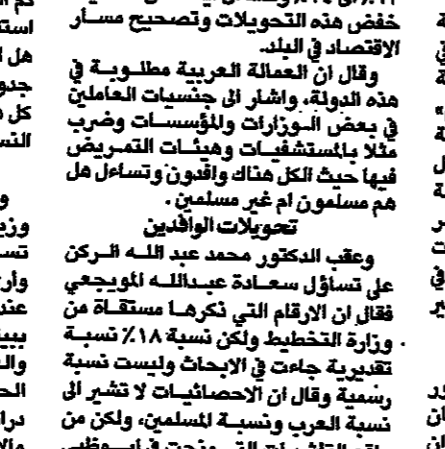 خفض هذه التحويلات وتصحيح مسار
الاقتصاد في البلد.
وقال ان العمالة العربية مطلوبة في
هذه الدولة، واشار الى جنسيات العاملين
في بعض الوزارات والمؤسسات وضرب
مثلا بالمستشفيات وهيئات التمريض
فيها حيث الكل هناك وافدون وتساءل هل
هم مسلمون ام غير مسلمين.
تحويلات الوافدين
وعقب الدكتور محمد عبد الله الركن
على تساؤل سعادة عبدالله المويجعي
فقال ان الارقام التي ذكرها مستقاة من
وزارة التخطيط ولكن نسبة ١٨٪ نسبة
تقديرية جاءت في الابحاث وليست نسبة
رسمية وقال ان الاحصائيات لا تشير الى
نسبة العرب ونسبة المسلمين، ولكن من